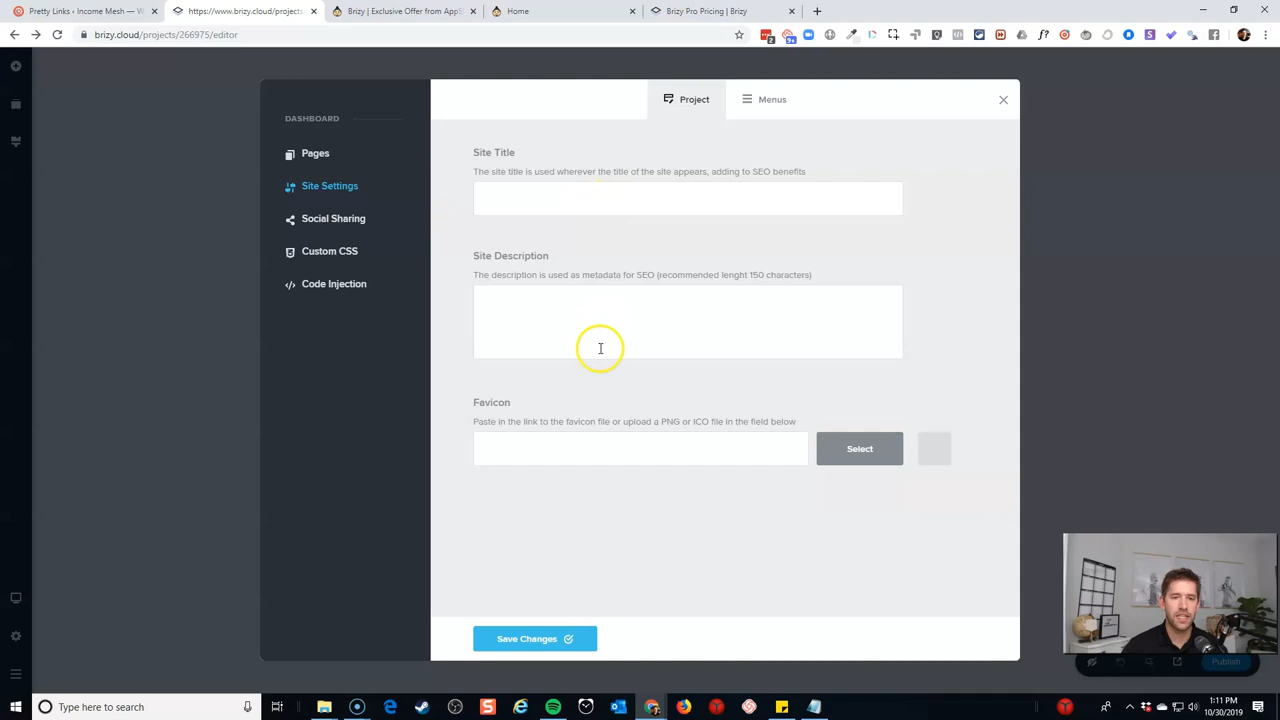 Pretty Links ‹ Income Mesh — W
https://www.brizy.cloud/projects
Brizy | Exclusive Offer from AppS
Home
Brizy Pro Pricing | Brizy
brizy.cloud/projects/266975/editor
Project
Menus
DASHBOARD
Pages
Site Settings
Social Sharing
Custom CSS
Code Injection
Site Title
The site title is used wherever the title of the site appears, adding to SEO benefits
Site Description
The description is used as metadata for SEO (recommended lenght 150 characters)
Favicon
Paste in the link to the favicon file or upload a PNG or ICO file in the field below
Select
Save Changes
Publish
Type here to search
1:11 PM
10/30/2019